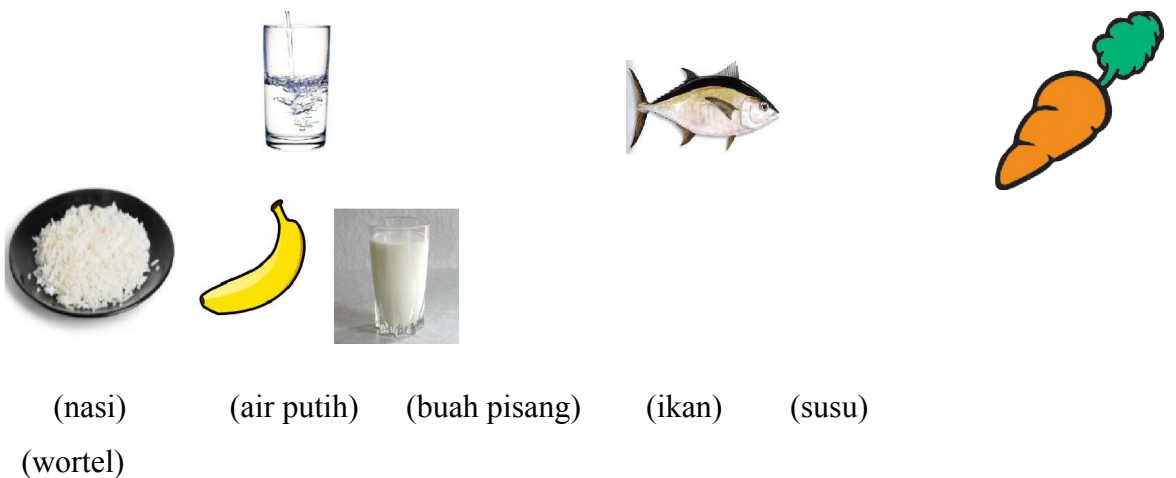 (nasi) (air putih) (buah pisang) (ikan) (susu)
(wortel)